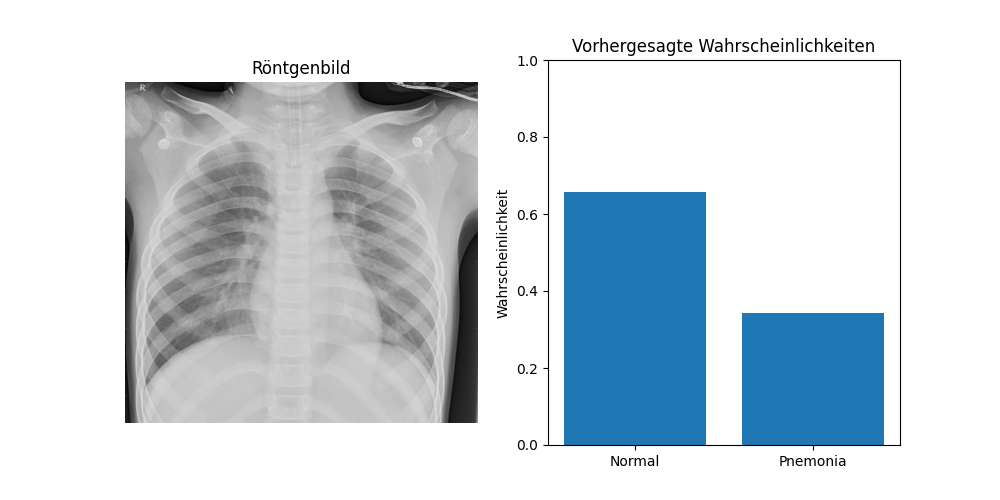 Röntgenbild
R
Vorhergesagte Wahrscheinlichkeiten
Wahrscheinlichkeit
1.0
0.8
0.6
0.4
0.2
0.0
Normal
Pnemonia